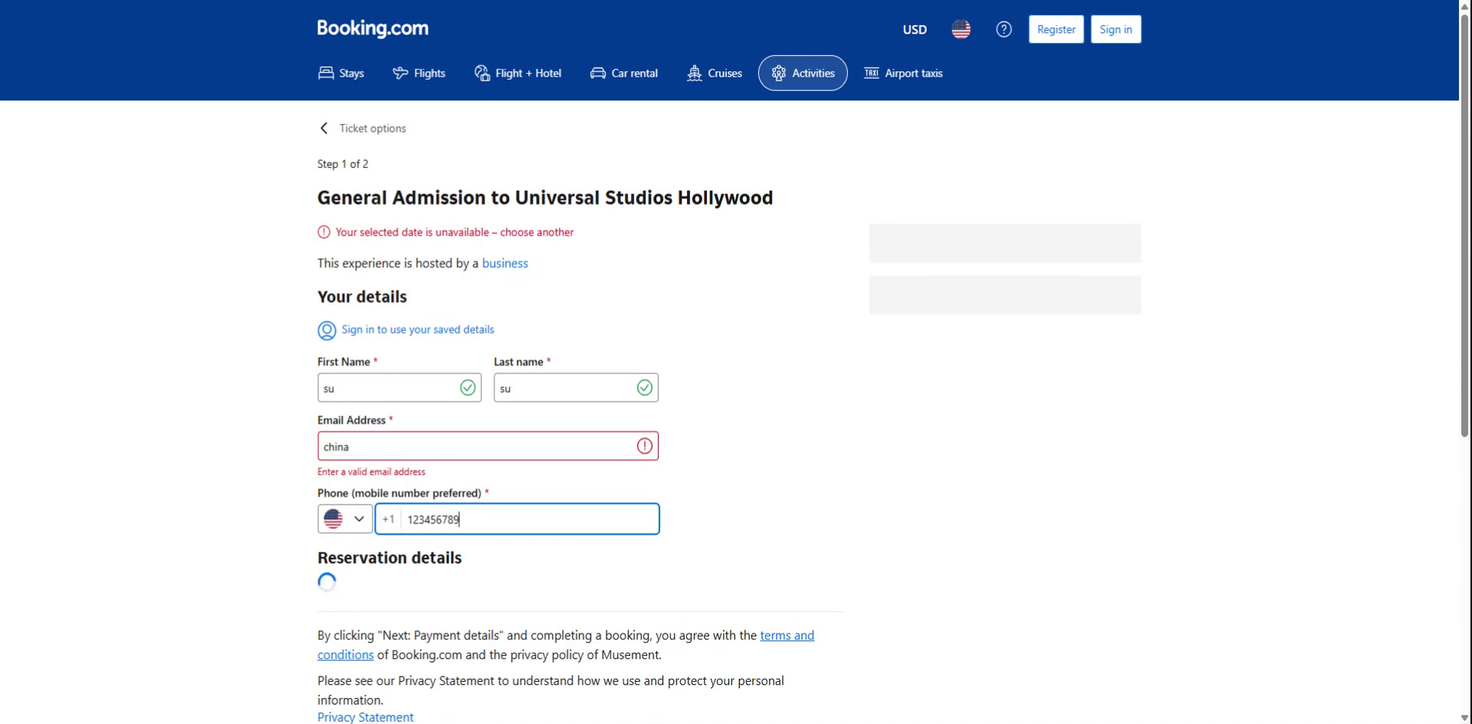 Booking.com
USD
Register
Sign in
Stays
Flights
Flight + Hotel
Car rental
Cruises
Activities
TAXI Airport taxis
Ticket options
Step 1 of 2
General Admission to Universal Studios Hollywood
Your selected date is unavailable – choose another
This experience is hosted by a business
Your details
Sign in to use your saved details
First Name *
Last name *
su
su
Email Address *
china
Enter a valid email address
Phone (mobile number preferred) *
+1 123456789
Reservation details
By clicking "Next: Payment details" and completing a booking, you agree with the terms and
conditions of Booking.com and the privacy policy of Musement.
Please see our Privacy Statement to understand how we use and protect your personal
information.
Privacy Statement